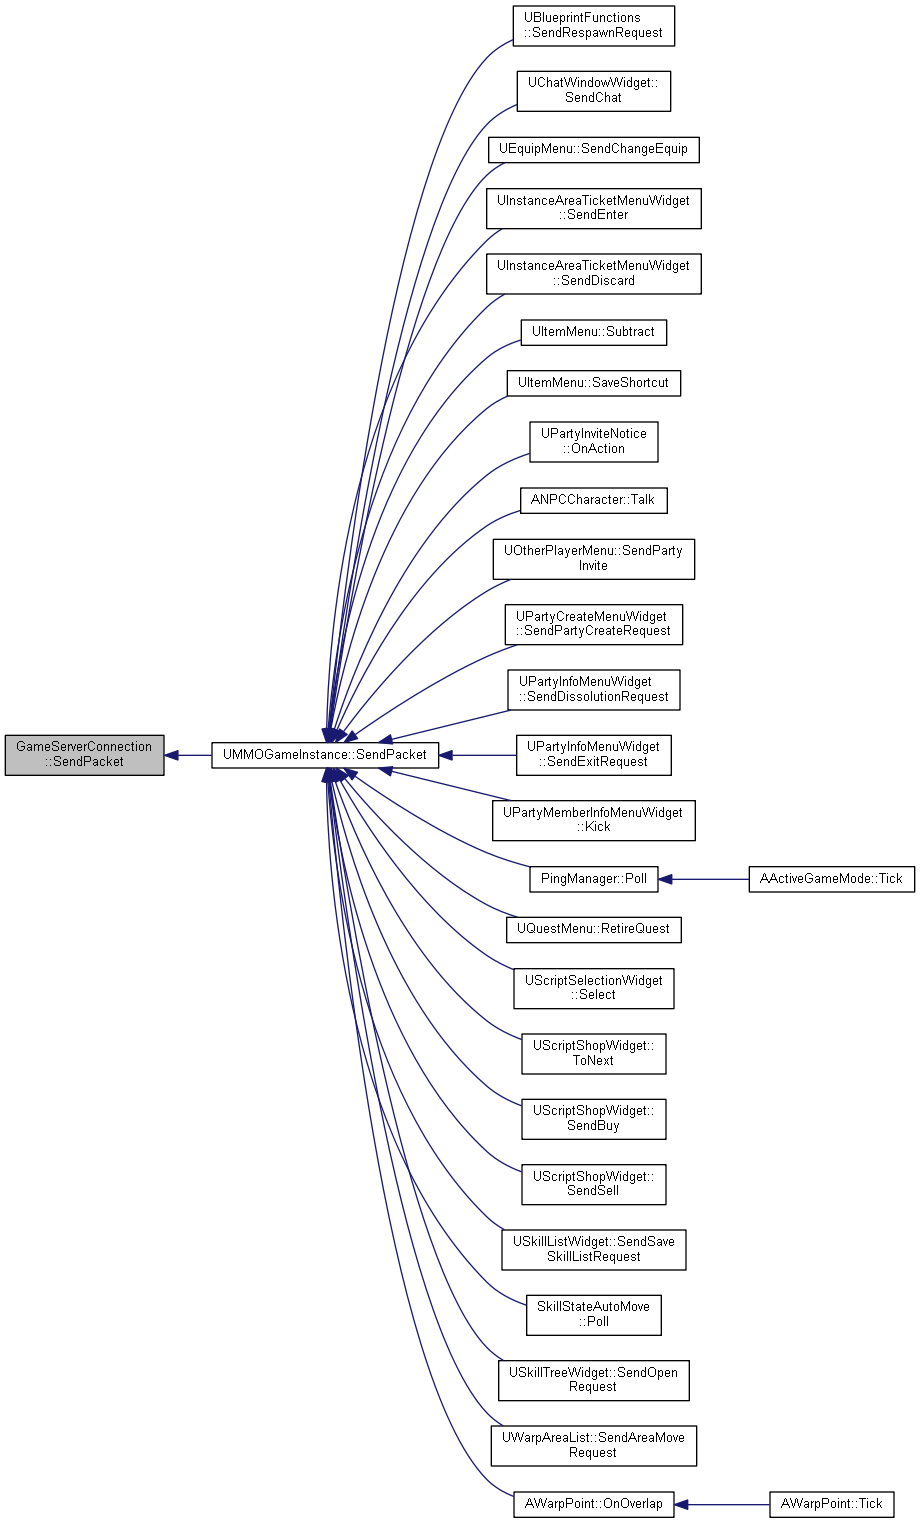 UBlueprintFunctions
::SendRespawnRequest
UChatWindowWidget::
SendChat
UEquipMenu::SendChangeEquip
UInstanceAreaTicketMenuWidget
::SendEnter
UInstanceAreaTicketMenuWidget
::SendDiscard
UItemMenu::Subtract
UItemMenu::SaveShortcut
UPartyInviteNotice
::OnAction
ANPCCharacter::Talk
UOtherPlayerMenu::SendParty
Invite
UPartyCreateMenuWidget
::SendPartyCreateRequest
UPartyInfoMenuWidget
::SendDissolutionRequest
GameServerConnection
::SendPacket
UMMOGameInstance::SendPacket
UPartyInfoMenuWidget
::SendExitRequest
UPartyMemberInfoMenuWidget
::Kick
PingManager::Poll
AActiveGameMode::Tick
UQuestMenu::RetireQuest
UScriptSelectionWidget
::Select
UScriptShopWidget::
ToNext
UScriptShopWidget::
SendBuy
UScriptShopWidget::
SendSell
USkillListWidget::SendSave
SkillListRequest
SkillStateAutoMove
::Poll
USkillTreeWidget::SendOpen
Request
UWarpAreaList::SendAreaMove
Request
AWarpPoint::OnOverlap
AWarpPoint::Tick